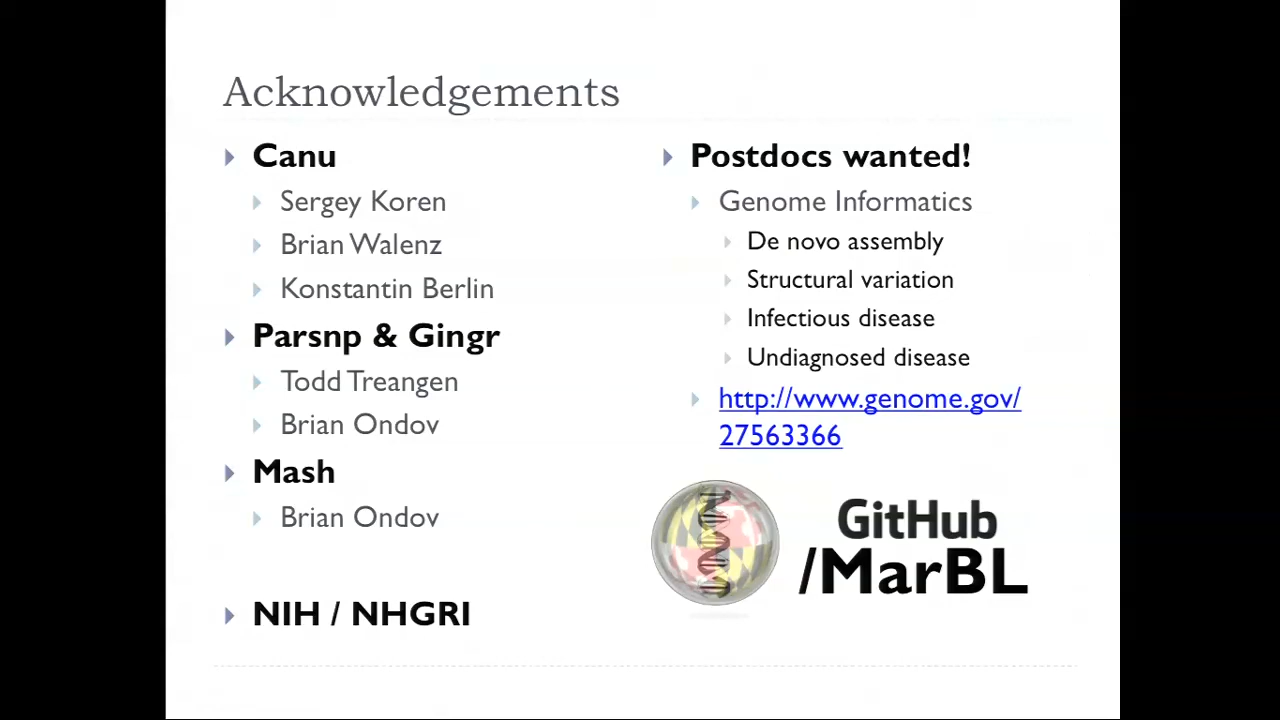 Acknowledgements
Canu
Sergey Koren
Brian Walenz
Konstantin Berlin
Parsnp & Gingr
Todd Treangen
Brian Ondov
Mash
Brian Ondov
NIH / NHGRI
Postdocs wanted!
Genome Informatics
De novo assembly
Structural variation
Infectious disease
Undiagnosed disease
http://www.genome.gov/
27563366
GitHub
/MarBL